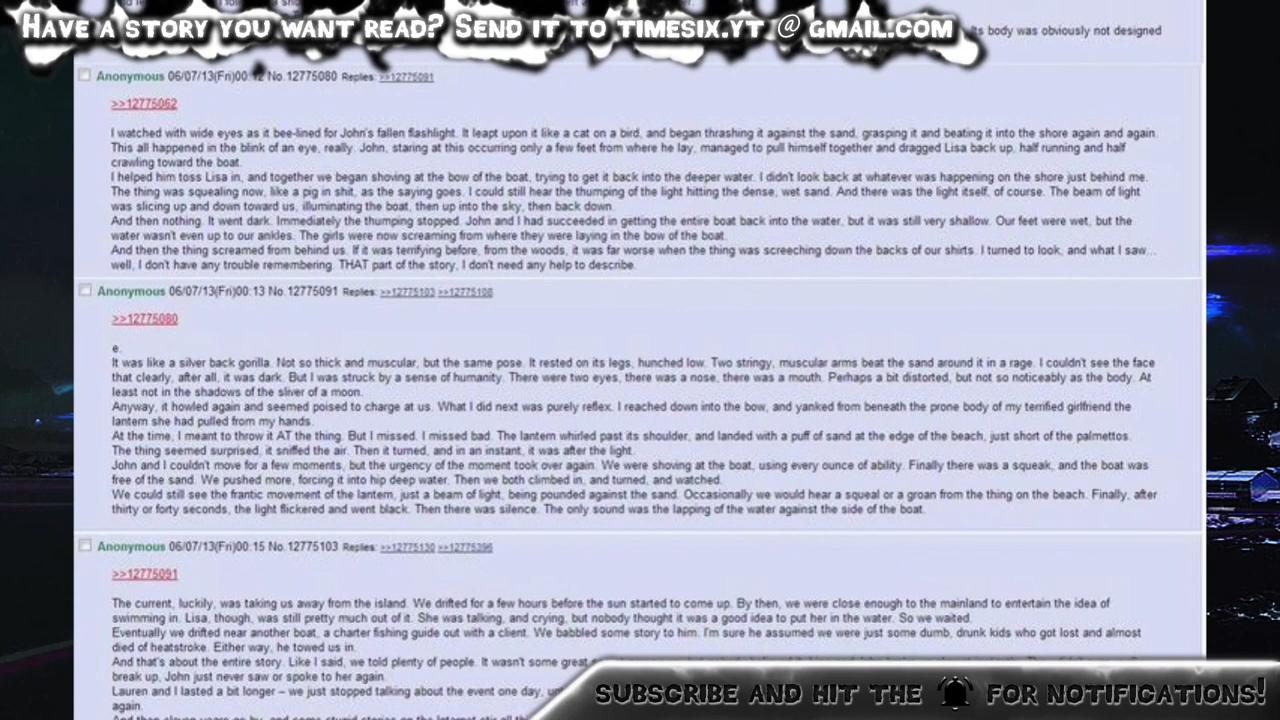 HAVE A STORY YOU WANT READ? SEND IT TO TIMESIX.YT @ GMAIL.COM
its body was obviously not designed
Anonymous 06/07/13(Fri)00:12 No.12775080 Replies: >>12775091
>>12775062
I watched with wide eyes as it bee-lined for John's fallen flashlight. It leapt upon it like a cat on a bird, and began thrashing it against the sand, grasping it and beating it into the shore again and again.
This all happened in the blink of an eye, really. John, staring at this occurring only a few feet from where he lay, managed to pull himself together and dragged Lisa back up, half running and half
crawling toward the boat.
I helped him toss Lisa in, and together we began shoving at the bow of the boat, trying to get it back into the deeper water. I didn't look back at whatever was happening on the shore just behind me.
The thing was squealing now, like a pig in shit, as the saying goes. I could still hear the thumping of the light hitting the dense, wet sand. And there was the light itself, of course. The beam of light
was slicing up and down toward us, illuminating the boat, then up into the sky, then back down.
And then nothing. It went dark. Immediately the thumping stopped. John and I had succeeded in getting the entire boat back into the water, but it was still very shallow. Our feet were wet, but the
water wasn't even up to our ankles. The girls were now screaming from where they were laying in the bow of the boat.
And then the thing screamed from behind us. If it was terrifying before, from the woods, it was far worse when the thing was screeching down the backs of our shirts. I turned to look, and what I saw...
well, I don't have any trouble remembering. THAT part of the story, I don't need any help to describe.
Anonymous 06/07/13(Fri)00:13 No.12775091 Replies: >>12775103 >>12775108
>>12775080
e.
It was like a silver back gorilla. Not so thick and muscular, but the same pose. It rested on its legs, hunched low. Two stringy, muscular arms beat the sand around it in a rage. I couldn't see the face
that clearly, after all, it was dark. But I was struck by a sense of humanity. There were two eyes, there was a nose, there was a mouth. Perhaps a bit distorted, but not so noticeably as the body. At
least not in the shadows of the sliver of a moon.
Anyway, it howled again and seemed poised to charge at us. What I did next was purely reflex. I reached down into the bow, and yanked from beneath the prone body of my terrified girlfriend the
lantern she had pulled from my hands.
At the time, I meant to throw it AT the thing. But I missed. I missed bad. The lantern whirled past its shoulder, and landed with a puff of sand at the edge of the beach, just short of the palmettos.
The thing seemed surprised, it sniffed the air. Then it turned, and in an instant, it was after the light.
John and I couldn't move for a few moments, but the urgency of the moment took over again. We were shoving at the boat, using every ounce of ability. Finally there was a squeak, and the boat was
free of the sand. We pushed more, forcing it into hip deep water. Then we both climbed in, and turned, and watched.
We could still see the frantic movement of the lantern, just a beam of light, being pounded against the sand. Occasionally we would hear a squeal or a groan from the thing on the beach. Finally, after
thirty or forty seconds, the light flickered and went black. Then there was silence. The only sound was the lapping of the water against the side of the boat.
Anonymous 06/07/13(Fri)00:15 No.12775103 Replies: >>12775130 >>12775396
>>12775091
The current, luckily, was taking us away from the island. We drifted for a few hours before the sun started to come up. By then, we were close enough to the mainland to entertain the idea of
swimming in. Lisa, though, was still pretty much out of it. She was talking, and crying, but nobody thought it was a good idea to put her in the water. So we waited.
Eventually we drifted near another boat, a charter fishing guide out with a client. We babbled some story to him. I'm sure he assumed we were just some dumb, drunk kids who got lost and almost
died of heatstroke. Either way, he towed us in.
And that's about the entire story. Like I said, we told plenty of people. It wasn't some great
break up, John just never saw or spoke to her again.
Lauren and I lasted a bit longer – we just stopped talking about the event one day,
again.
And then eleven years go by, and some stupid stories on the Internet stir all
SUBSCRIBE AND HIT THE FOR NOTIFICATIONS!